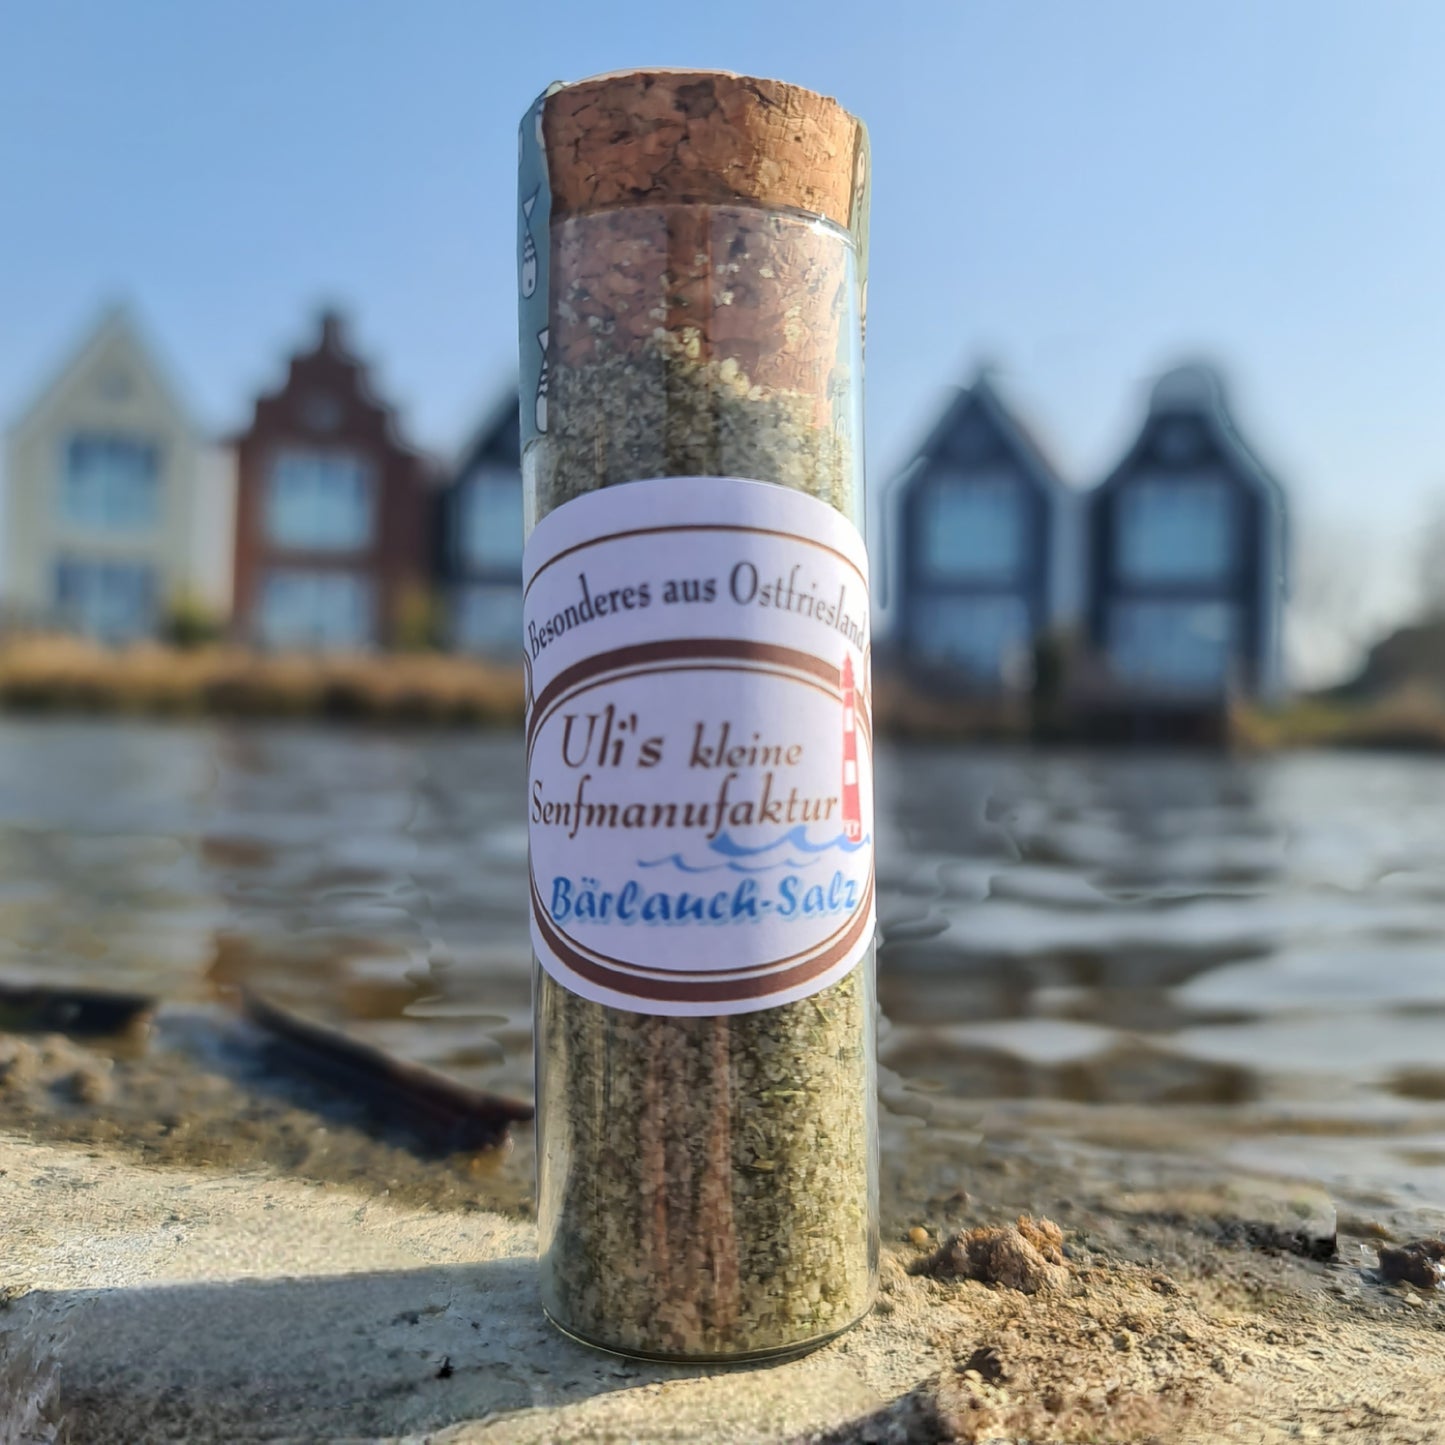 Besonderes aus Ostfriesland
Uli's kleine
Senfmanufaktur
Bärlauch-Salz